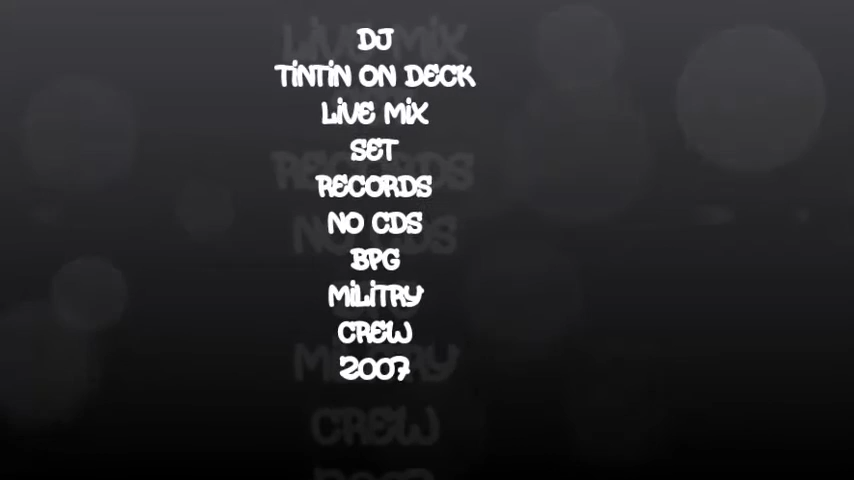 DJ
TINTIN ON DECK
LIVE MIX
SET
RECORDS
NO CDS
BPG
MILITRY
CREW
2007